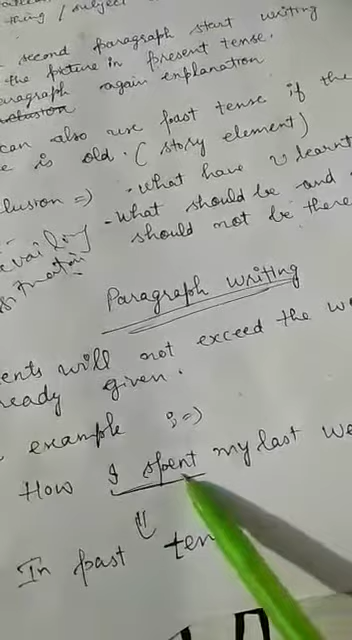 thing / subject
second paragraph start writing
the picture in present tense.
paragraph again explanation
can also use past tense if the
is old. ( story element )
clusion => - What have u learnt
- What should be and
should not be there
Paragraph writing
ents will not exceed the w
ready given.
example ;=>
How I spent my last we
In past ten